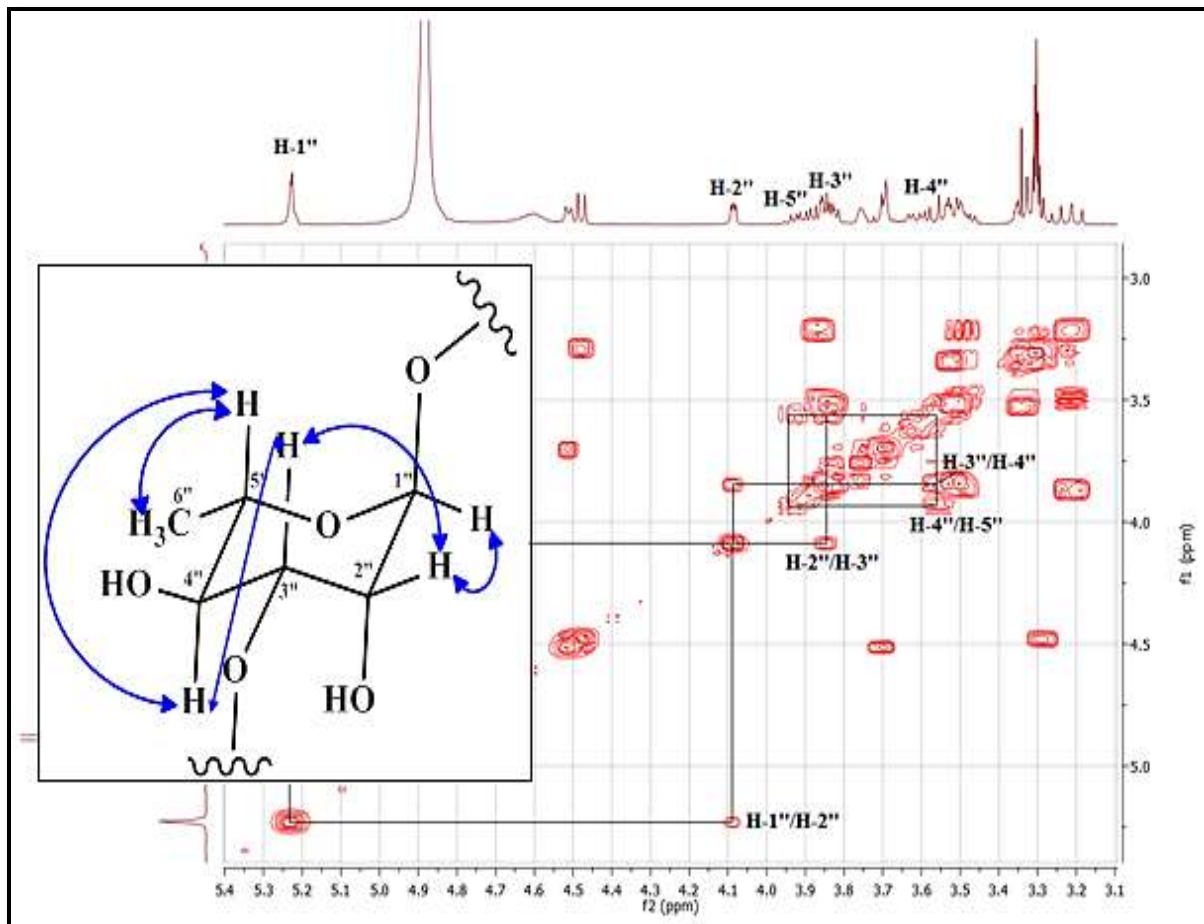 H-1"
H-2"
H-5"
H-3"
H-4"
3.0
3.5
4.0
4.5
5.0
f1 (ppm)
H-3"/H-4"
H-4"/H-5"
H-2"/H-3"
H-1"/H-2"
O
H
H
1"
6"
5'
H3C
O
H
HO
4"
2"
H
3"
O
H
HO
5.4 5.3 5.2 5.1 5.0 4.9 4.8 4.7 4.6 4.5 4.4 4.3 4.2 4.1 4.0 3.9 3.8 3.7 3.6 3.5 3.4 3.3 3.2 3.1
f2 (ppm)